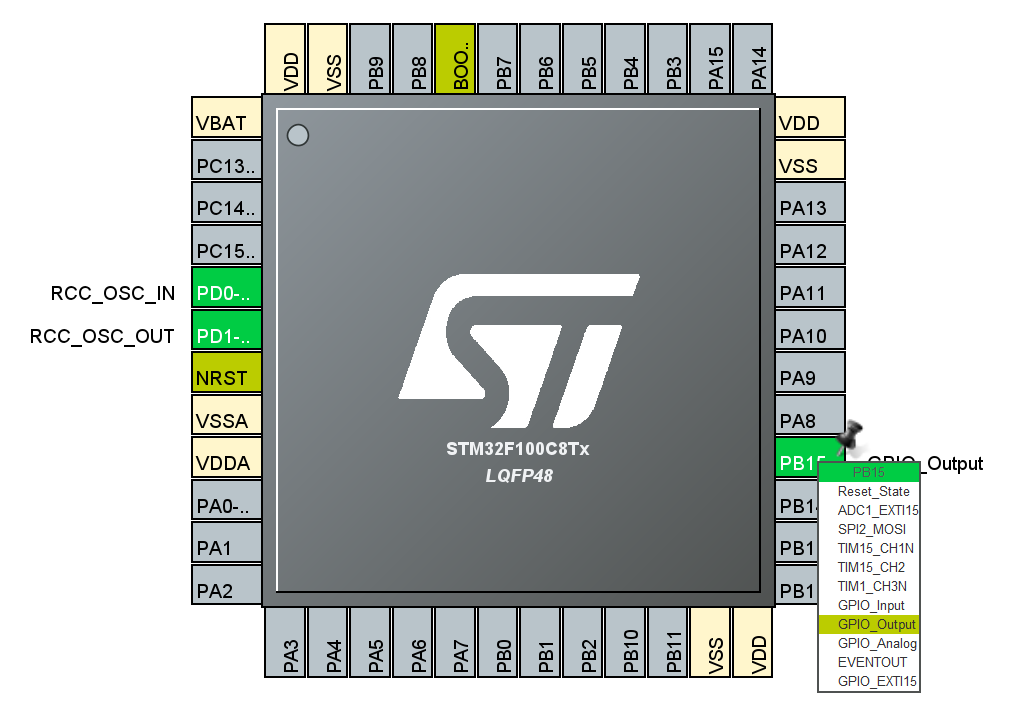 VDD
VSS
PB9
PB8
BOO..
PB7
PB6
PB5
PB4
PB3
PA15
PA14
VBAT
PC13..
PC14..
PC15..
RCC_OSC_IN PD0-..
RCC_OSC_OUT PD1-..
NRST
VSSA
VDDA
PA0-..
PA1
PA2
STM32F100C8Tx
LQFP48
VDD
VSS
PA13
PA12
PA11
PA10
PA9
PA8
PB15 GPIO_Output
PB14
PB1
PB1
PB15
Reset_State
ADC1_EXTI15
SPI2_MOSI
TIM15_CH1N
TIM15_CH2
TIM1_CH3N
GPIO_Input
GPIO_Output
GPIO_Analog
EVENTOUT
GPIO_EXTI15
PA3
PA4
PA5
PA6
PA7
PB0
PB1
PB2
PB10
PB11
VSS
VDD